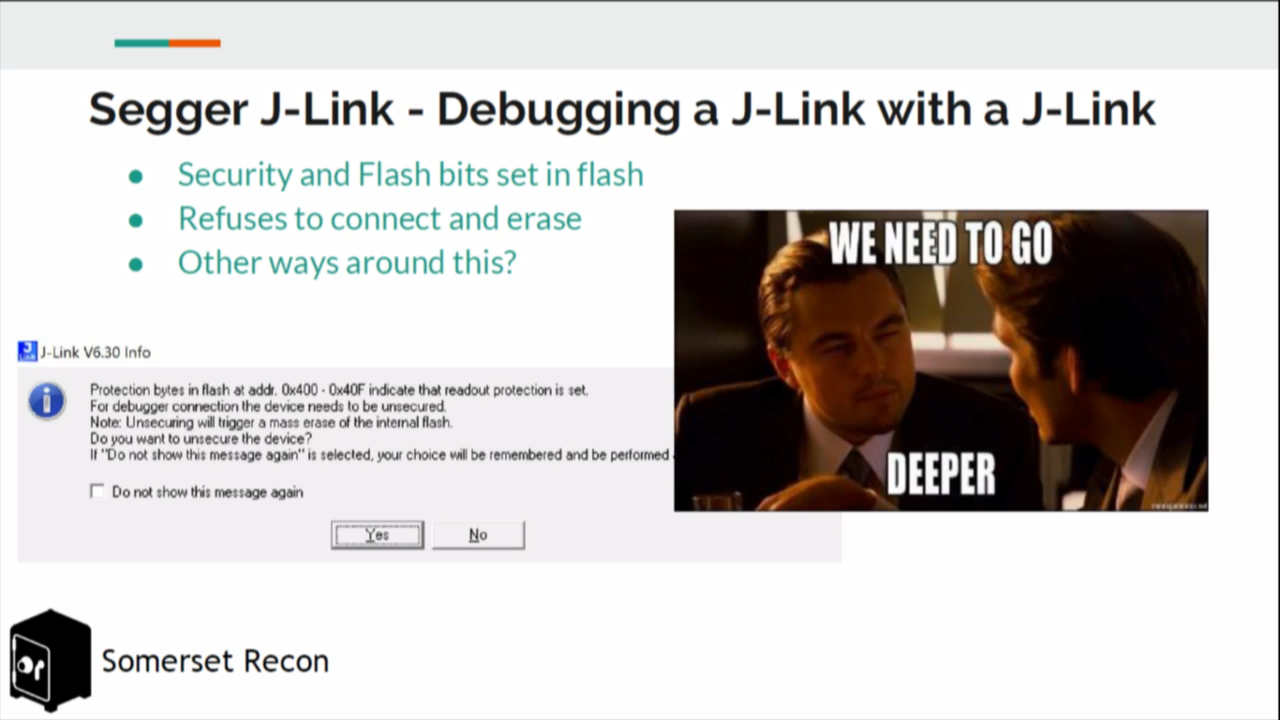 Segger J-Link - Debugging a J-Link with a J-Link
● Security and Flash bits set in flash
● Refuses to connect and erase
● Other ways around this?
WE NEED TO GO
DEEPER
J-Link V6.30 Info
Protection bytes in flash at addr. 0x400 - 0x40F indicate that readout protection is set.
For debugger connection the device needs to be unsecured.
Note: Unsecuring will trigger a mass erase of the internal flash.
Do you want to unsecure the device?
If "Do not show this message again" is selected, your choice will be remembered and be performed
Do not show this message again
Yes
No
Somerset Recon